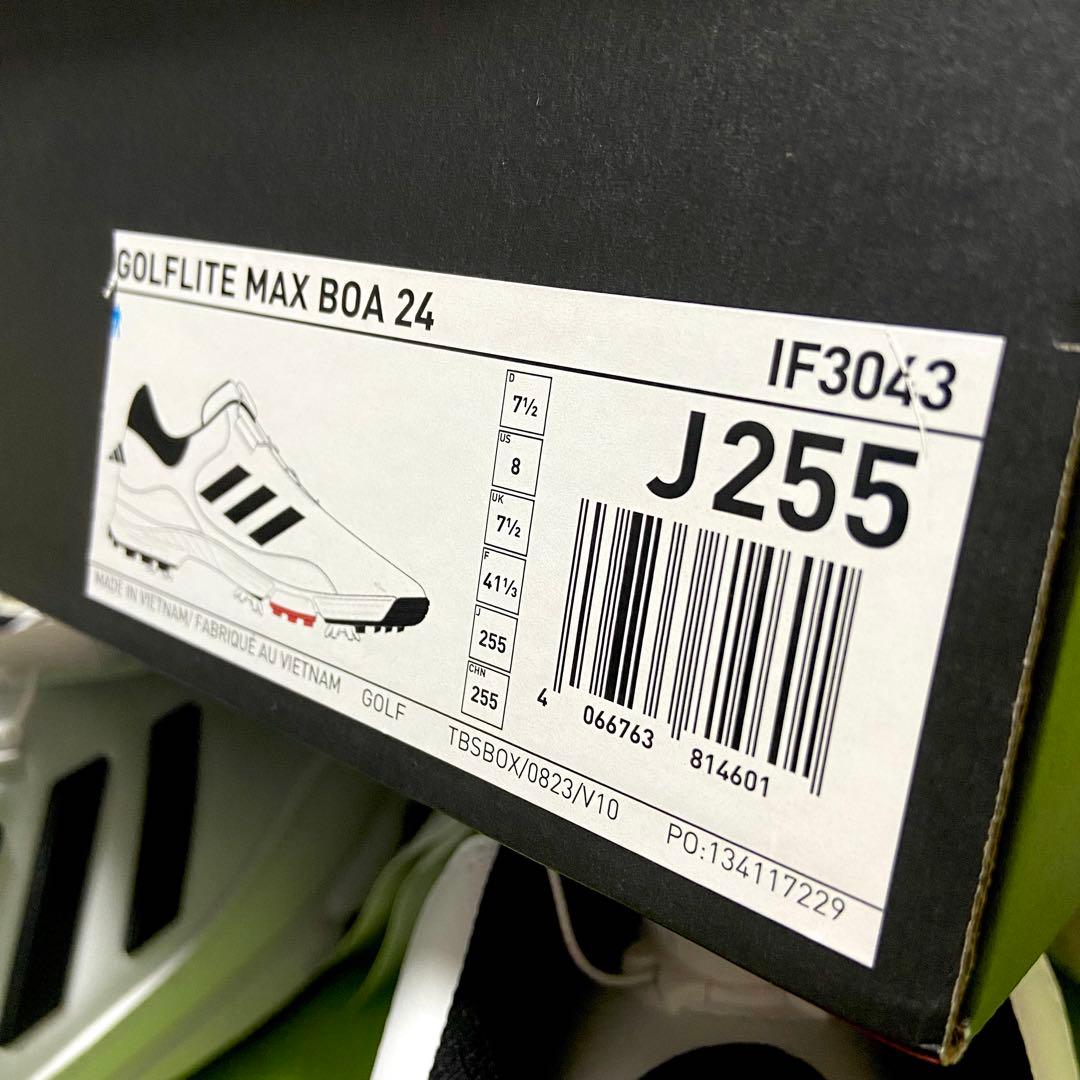 GOLFLITE MAX BOA 24
IF3043
J255
D
7½
US
8
UK
7½
F
41⅓
J
255
CHN
255
4 066763 814601
MADE IN VIETNAM/ FABRIQUÉ AU VIETNAM GOLF
TBSBOX/0823/V10 PO:134117229